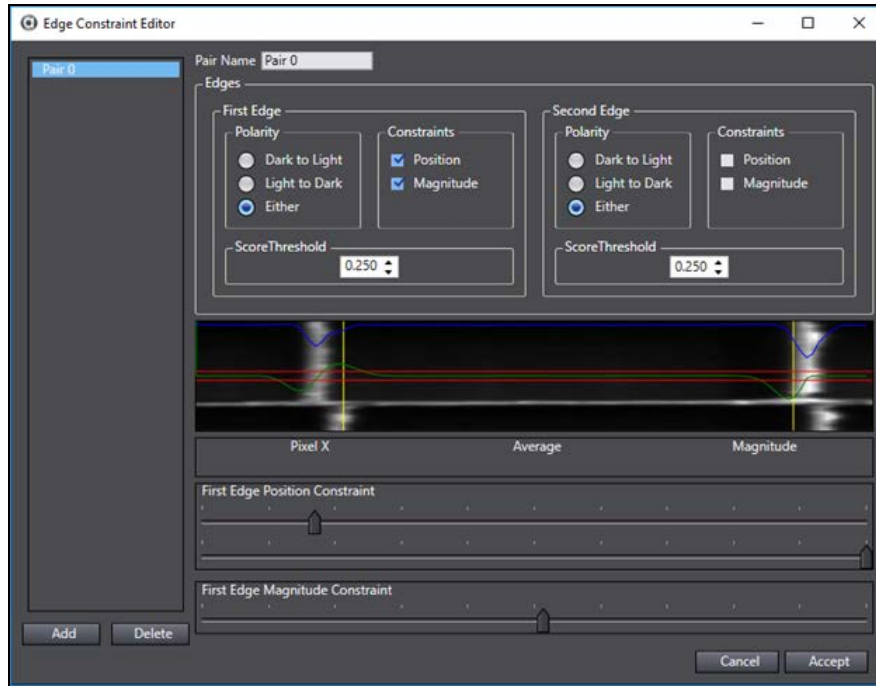 Edge Constraint Editor
Pair 0
Pair Name Pair 0
Edges
First Edge
Polarity
Dark to Light
Light to Dark
Either
Constraints
Position
Magnitude
ScoreThreshold
0.250
Second Edge
Polarity
Dark to Light
Light to Dark
Either
Constraints
Position
Magnitude
ScoreThreshold
0.250
Pixel X Average Magnitude
First Edge Position Constraint
First Edge Magnitude Constraint
Add Delete
Cancel Accept